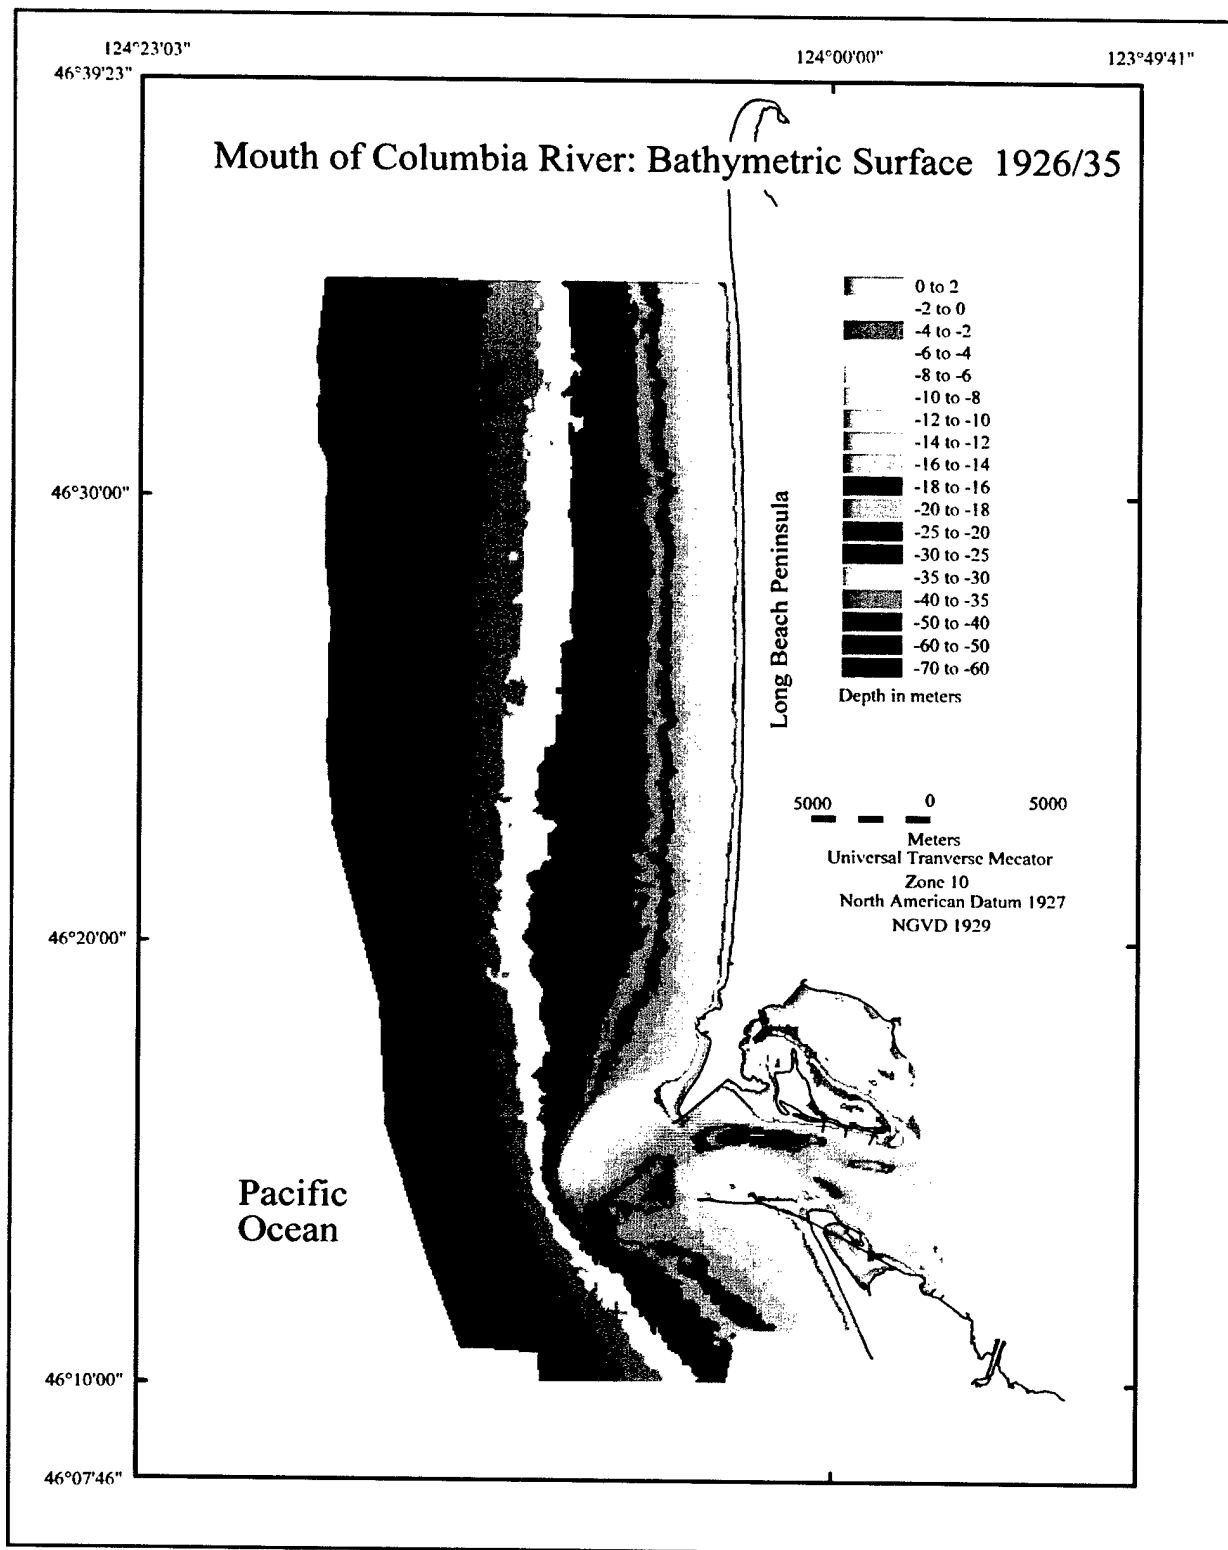 124°23'03"
124°00'00"
123°49'41"
46°39'23"
Mouth of Columbia River: Bathymetric Surface 1926/35
0 to 2
-2 to 0
-4 to -2
-6 to -4
-8 to -6
-10 to -8
-12 to -10
-14 to -12
-16 to -14
-18 to -16
-20 to -18
-25 to -20
-30 to -25
-35 to -30
-40 to -35
-50 to -40
-60 to -50
-70 to -60
Depth in meters
46°30'00"
Long Beach Peninsula
5000 0 5000
Meters
Universal Tranverse Mecator
Zone 10
North American Datum 1927
NGVD 1929
46°20'00"
Pacific
Ocean
46°10'00"
46°07'46"